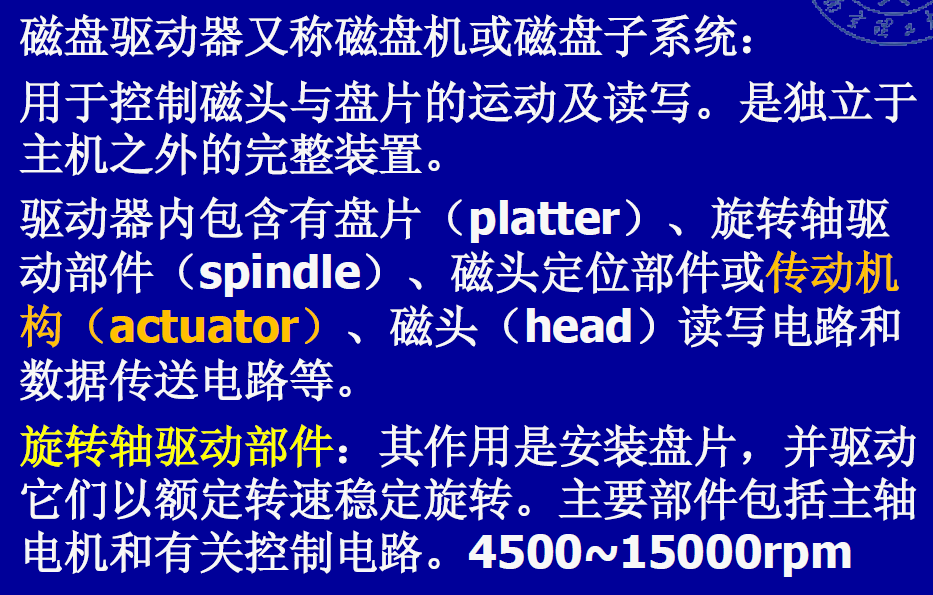 磁盘驱动器又称磁盘机或磁盘子系统：
用于控制磁头与盘片的运动及读写。是独立于
主机之外的完整装置。
驱动器内包含有盘片（platter）、旋转轴驱
动部件（spindle）、磁头定位部件或传动机
构（actuator）、磁头（head）读写电路和
数据传送电路等。
旋转轴驱动部件：其作用是安装盘片，并驱动
它们以额定转速稳定旋转。主要部件包括主轴
电机和有关控制电路。4500~15000rpm